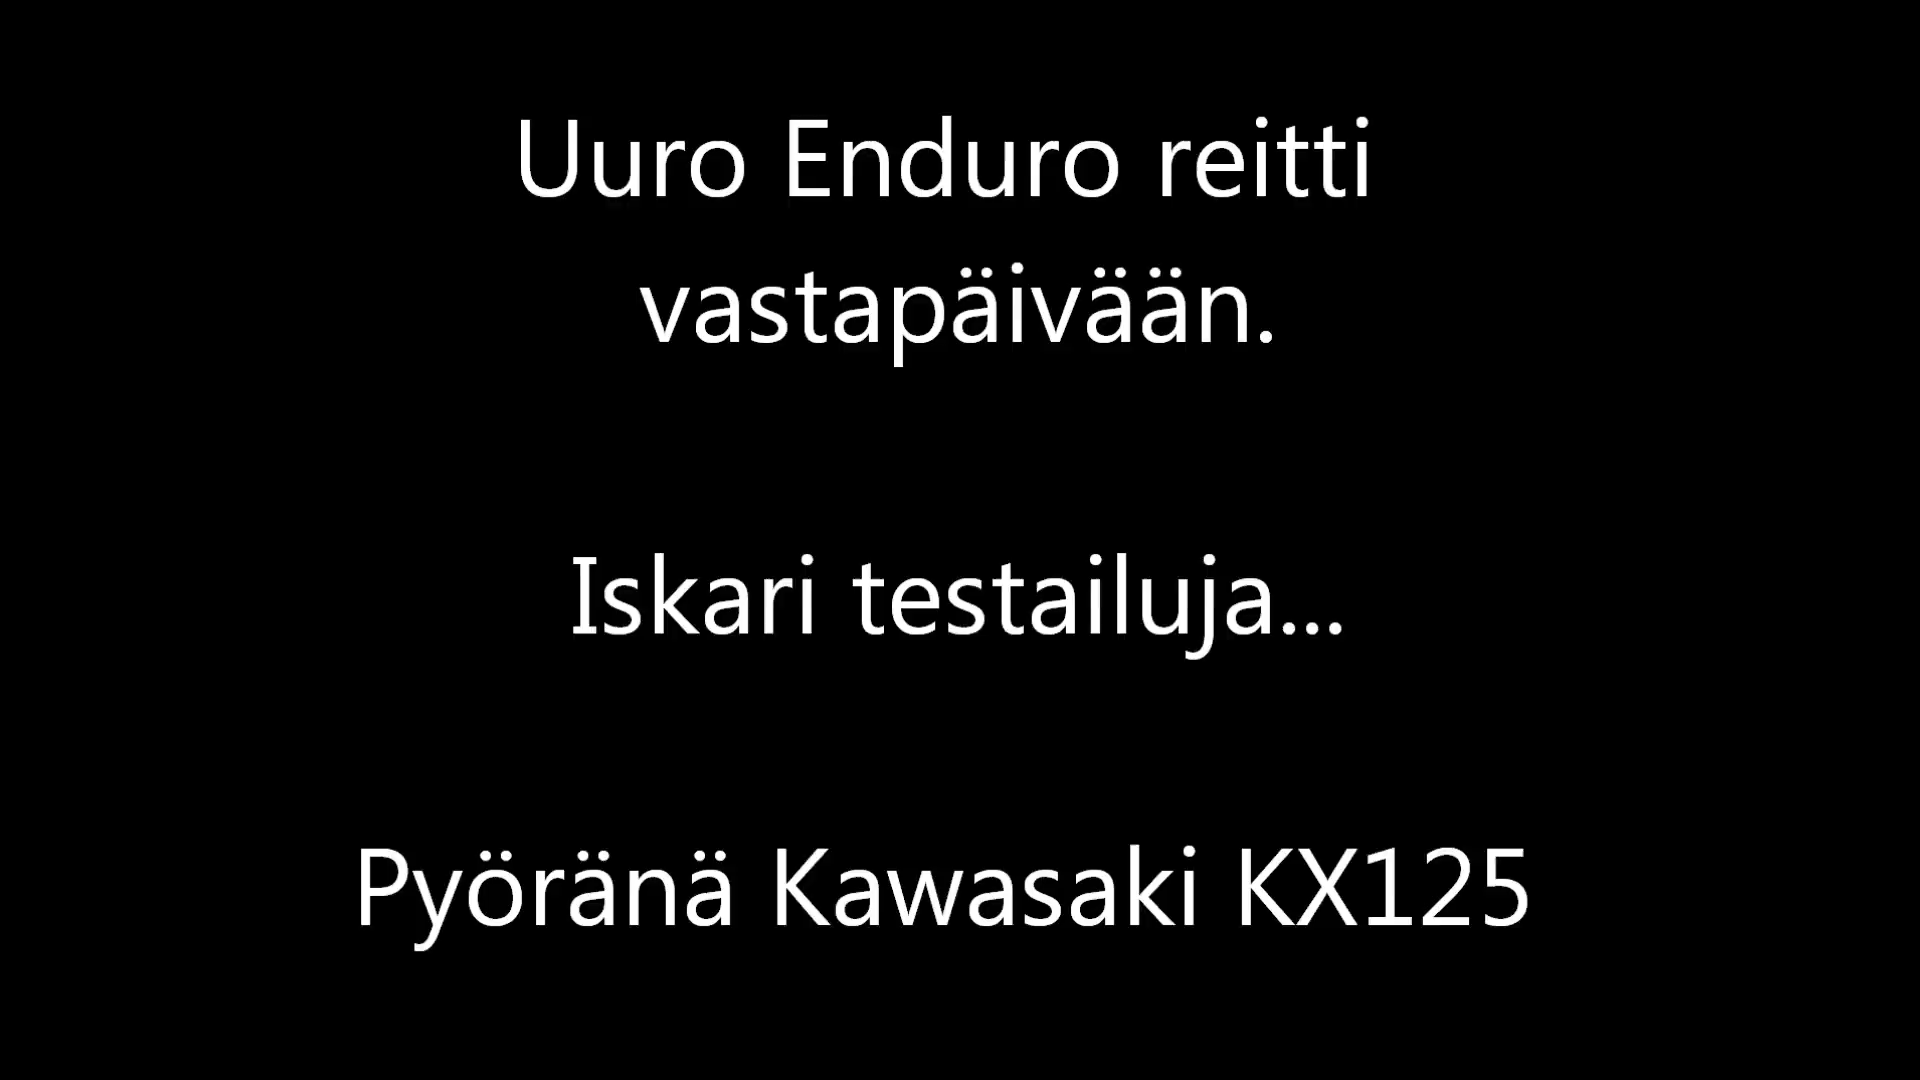 Uuro Enduro reitti
vastapäivään.
Iskari testailuja...
Pyöränä Kawasaki KX125